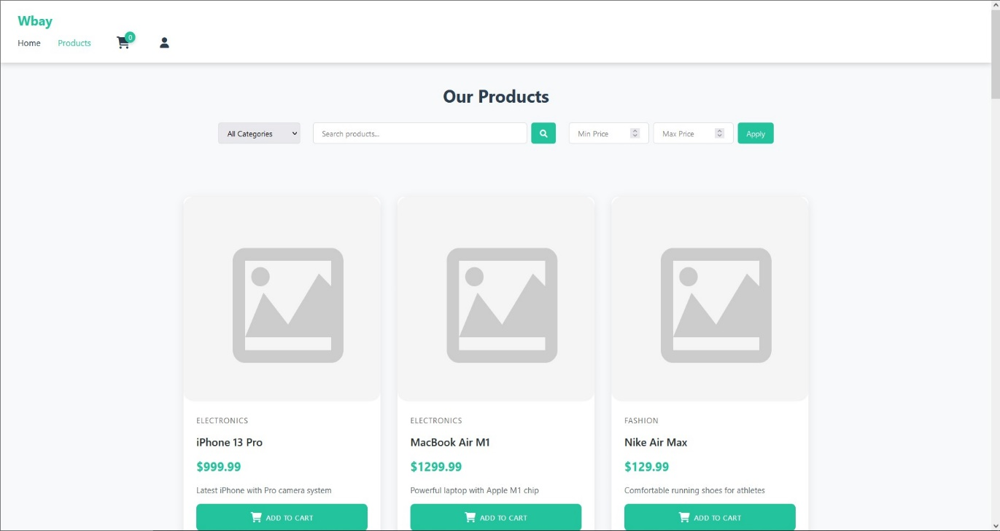 Wbay
Home Products 0
Our Products
All Categories Search products... Min Price Max Price Apply
ELECTRONICS ELECTRONICS FASHION
iPhone 13 Pro MacBook Air M1 Nike Air Max
$999.99 $1299.99 $129.99
Latest iPhone with Pro camera system Powerful laptop with Apple M1 chip Comfortable running shoes for athletes
ADD TO CART ADD TO CART ADD TO CART